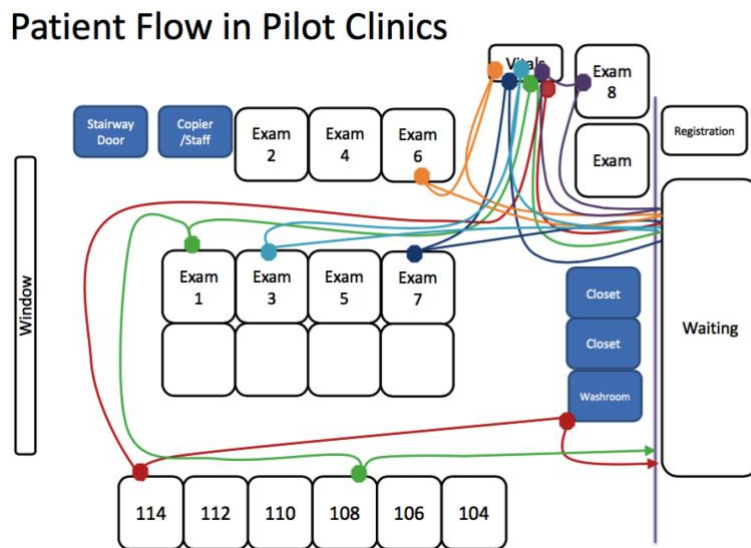 Patient Flow in Pilot Clinics
Vitals
Exam
8
Stairway
Door
Copier
/Staff
Exam
2
Exam
4
Exam
6
Registration
Exam
Window
Exam
1
Exam
3
Exam
5
Exam
7
Closet
Closet
Washroom
Waiting
114
112
110
108
106
104